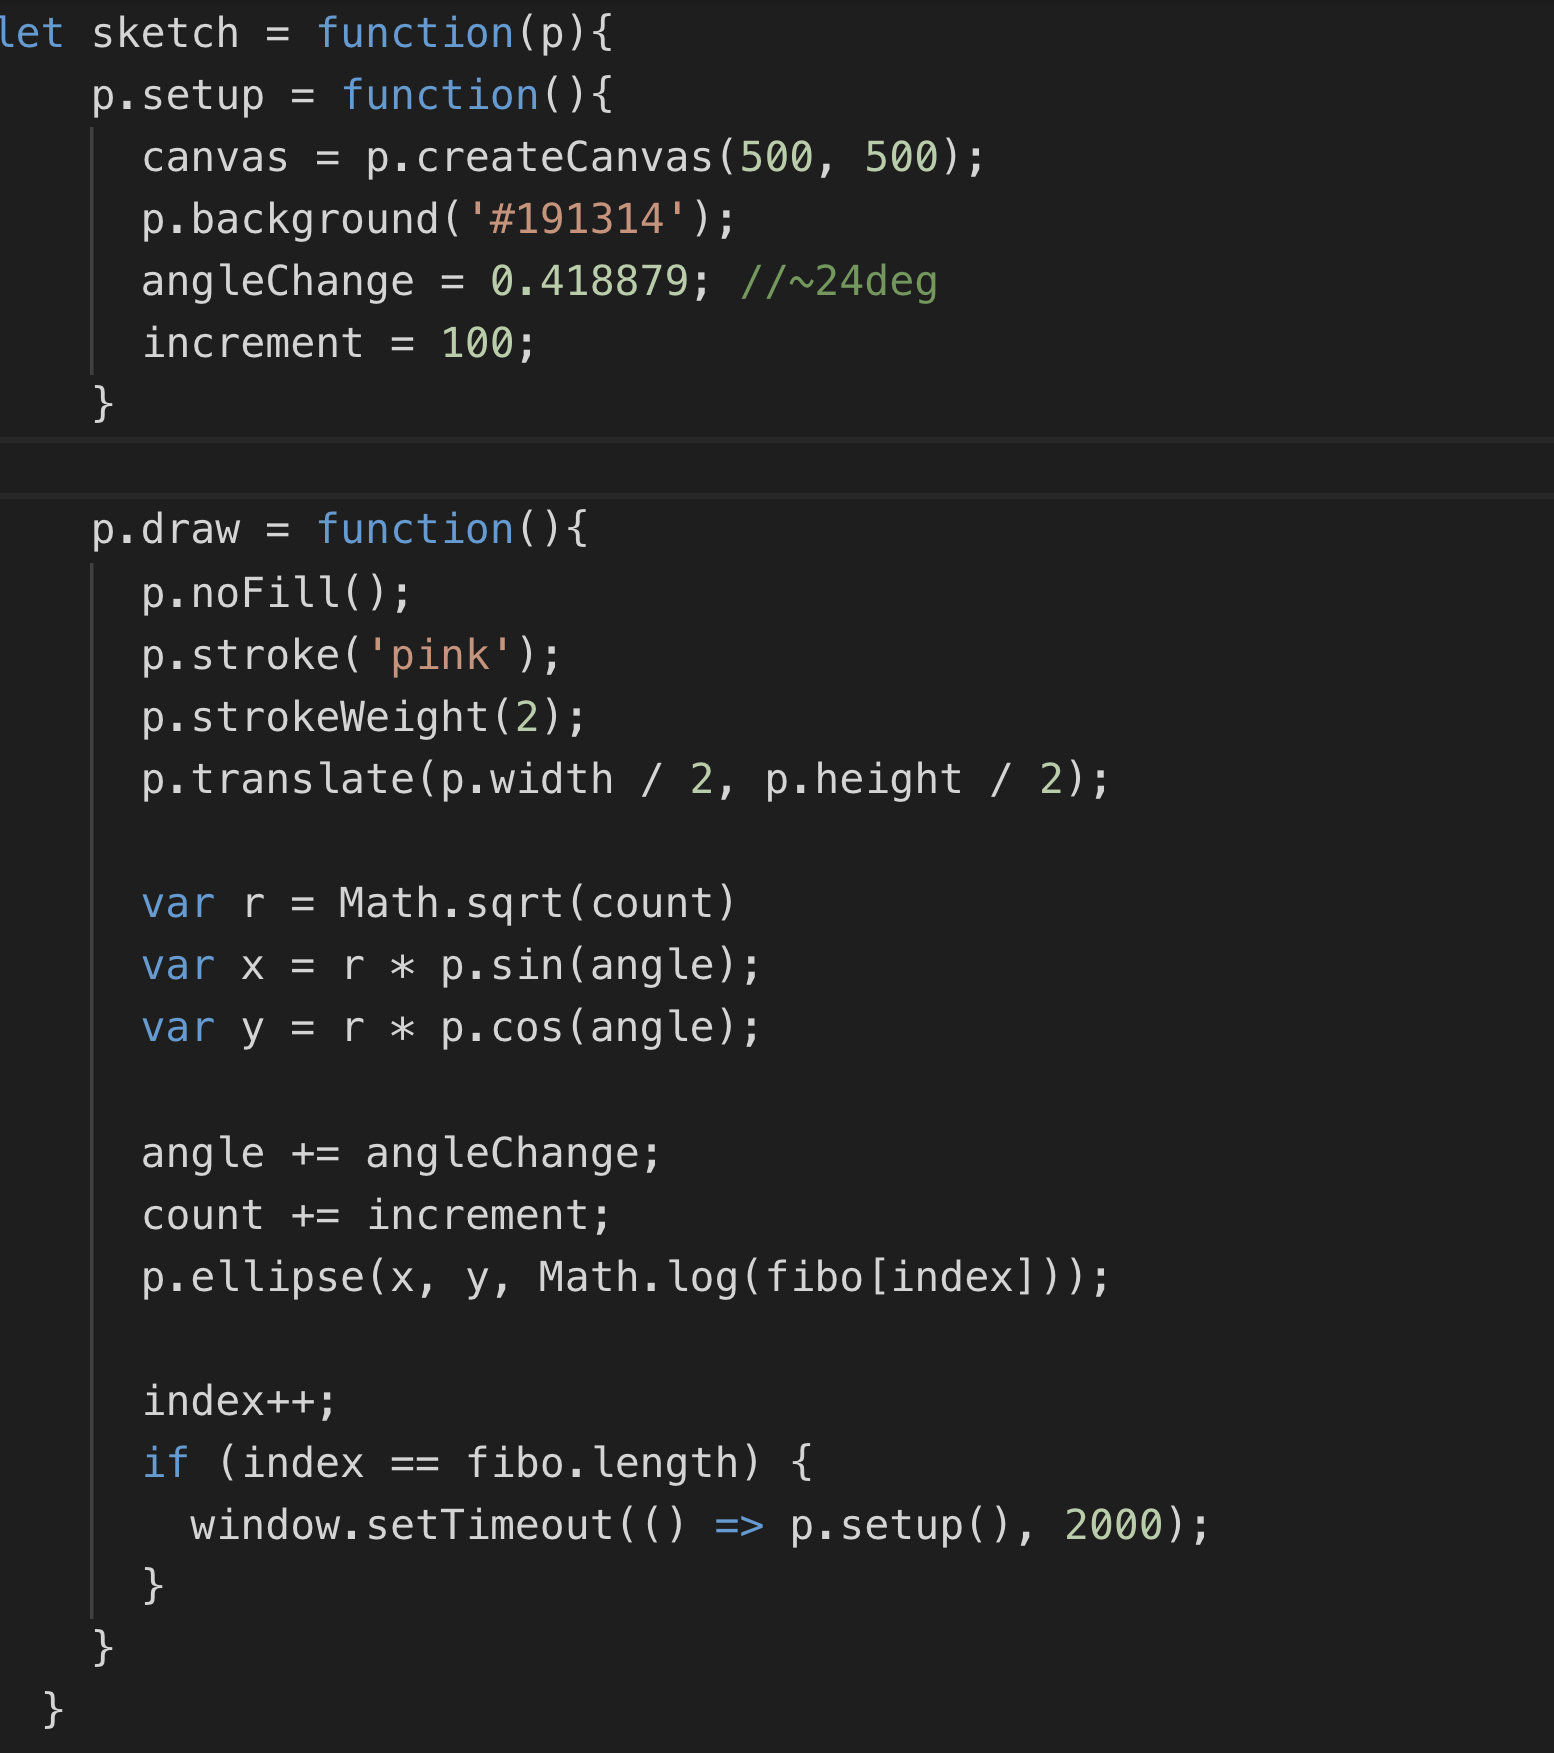 let sketch = function(p){
p.setup = function(){
canvas = p.createCanvas(500, 500);
p.background('#191314');
angleChange = 0.418879; //~24deg
increment = 100;
}
p.draw = function(){
p.noFill();
p.stroke('pink');
p.strokeWeight(2);
p.translate(p.width / 2, p.height / 2);
var r = Math.sqrt(count)
var x = r * p.sin(angle);
var y = r * p.cos(angle);
angle += angleChange;
count += increment;
p.ellipse(x, y, Math.log(fibo[index]));
index++;
if (index == fibo.length) {
window.setTimeout(() => p.setup(), 2000);
}
}
}